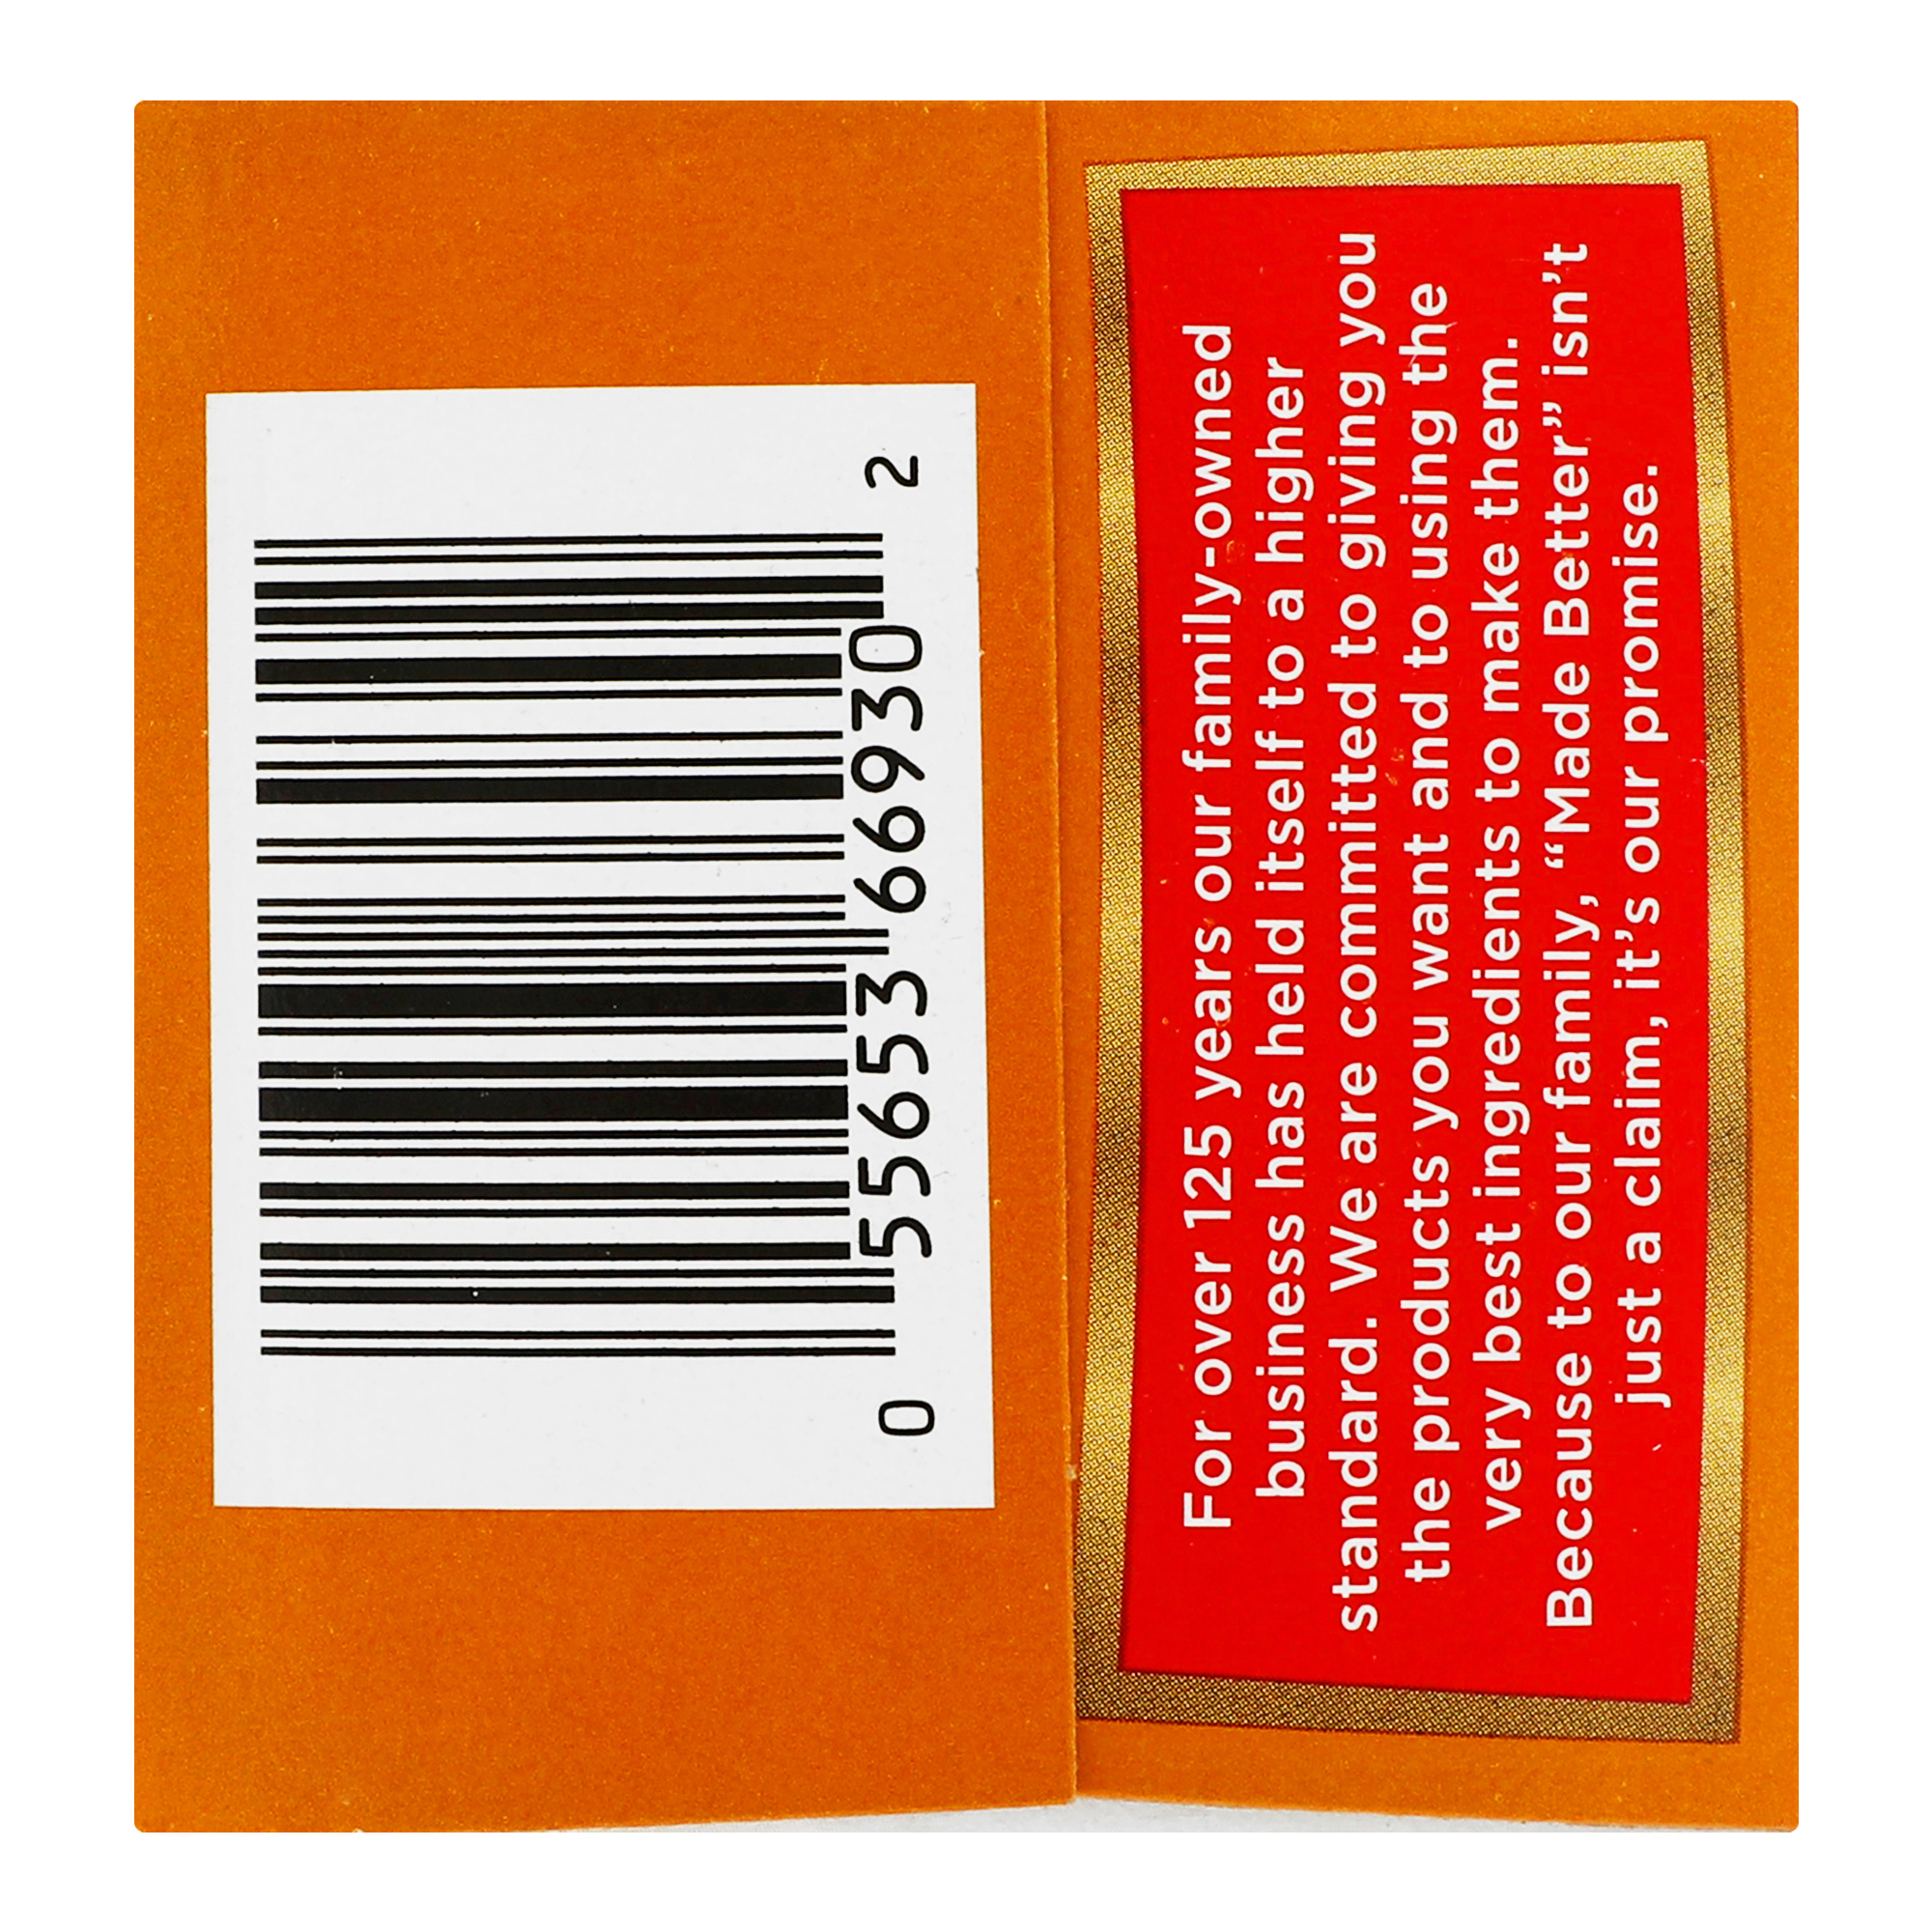 0 55653 66930 2
For over 125 years our family-owned
business has held itself to a higher
standard. We are committed to giving you
the products you want and to using the
very best ingredients to make them.
Because to our family, “Made Better” isn’t
just a claim, it’s our promise.